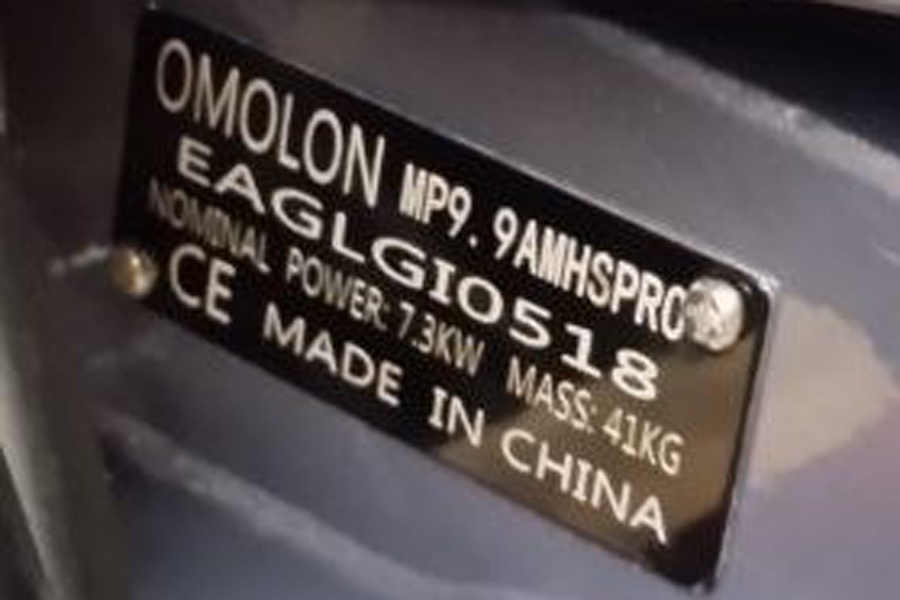 OMOLON MP9.9AMHSPRO
EAGLGI0518
NOMINAL POWER: 7.3KW MASS: 41KG
CE MADE IN CHINA